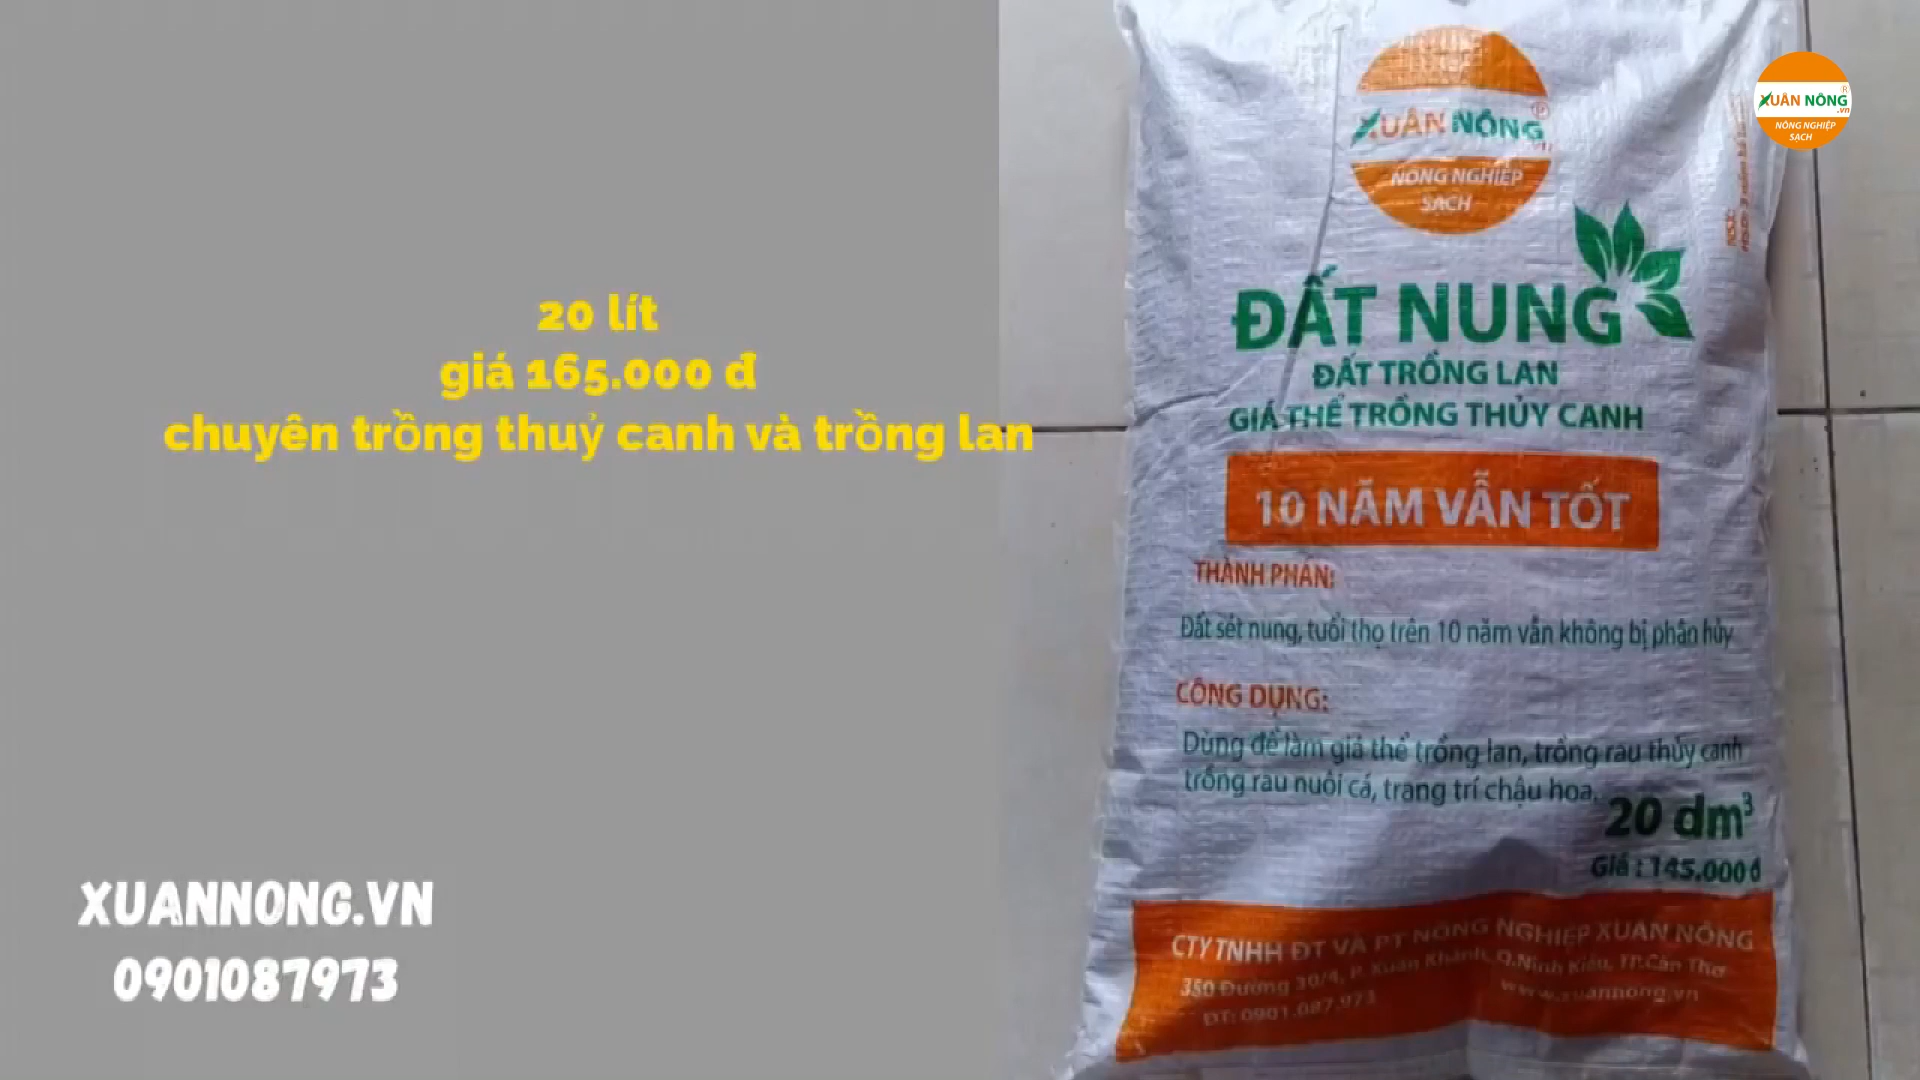 20 lít
giá 165.000 đ
chuyên trồng thuỷ canh và trồng lan
XUANNONG.VN
0901087973
XUÂN NÔNG
.vn
NÔNG NGHIỆP
SẠCH
ĐẤT NUNG
ĐẤT TRỒNG LAN
GIÁ THỂ TRỒNG THỦY CANH
10 NĂM VẪN TỐT
THÀNH PHẦN:
Đất sét nung, tuổi thọ trên 10 năm vẫn không bị phân hủy
CÔNG DỤNG:
Dùng để làm giá thể trồng lan, trồng rau thủy canh
trồng rau nuôi cá, trang trí chậu hoa.
20 dm³
Giá : 145.000 đ
CTY TNHH ĐT VÀ PT NÔNG NGHIỆP XUÂN NÔNG
350 Đường 30/4, P. Xuân Khánh, Q.Ninh Kiều, TP.Cần Thơ
ĐT: 0901.087.973 www.xuannong.vn
XUÂN NÔNG
.vn
NÔNG NGHIỆP
SẠCH